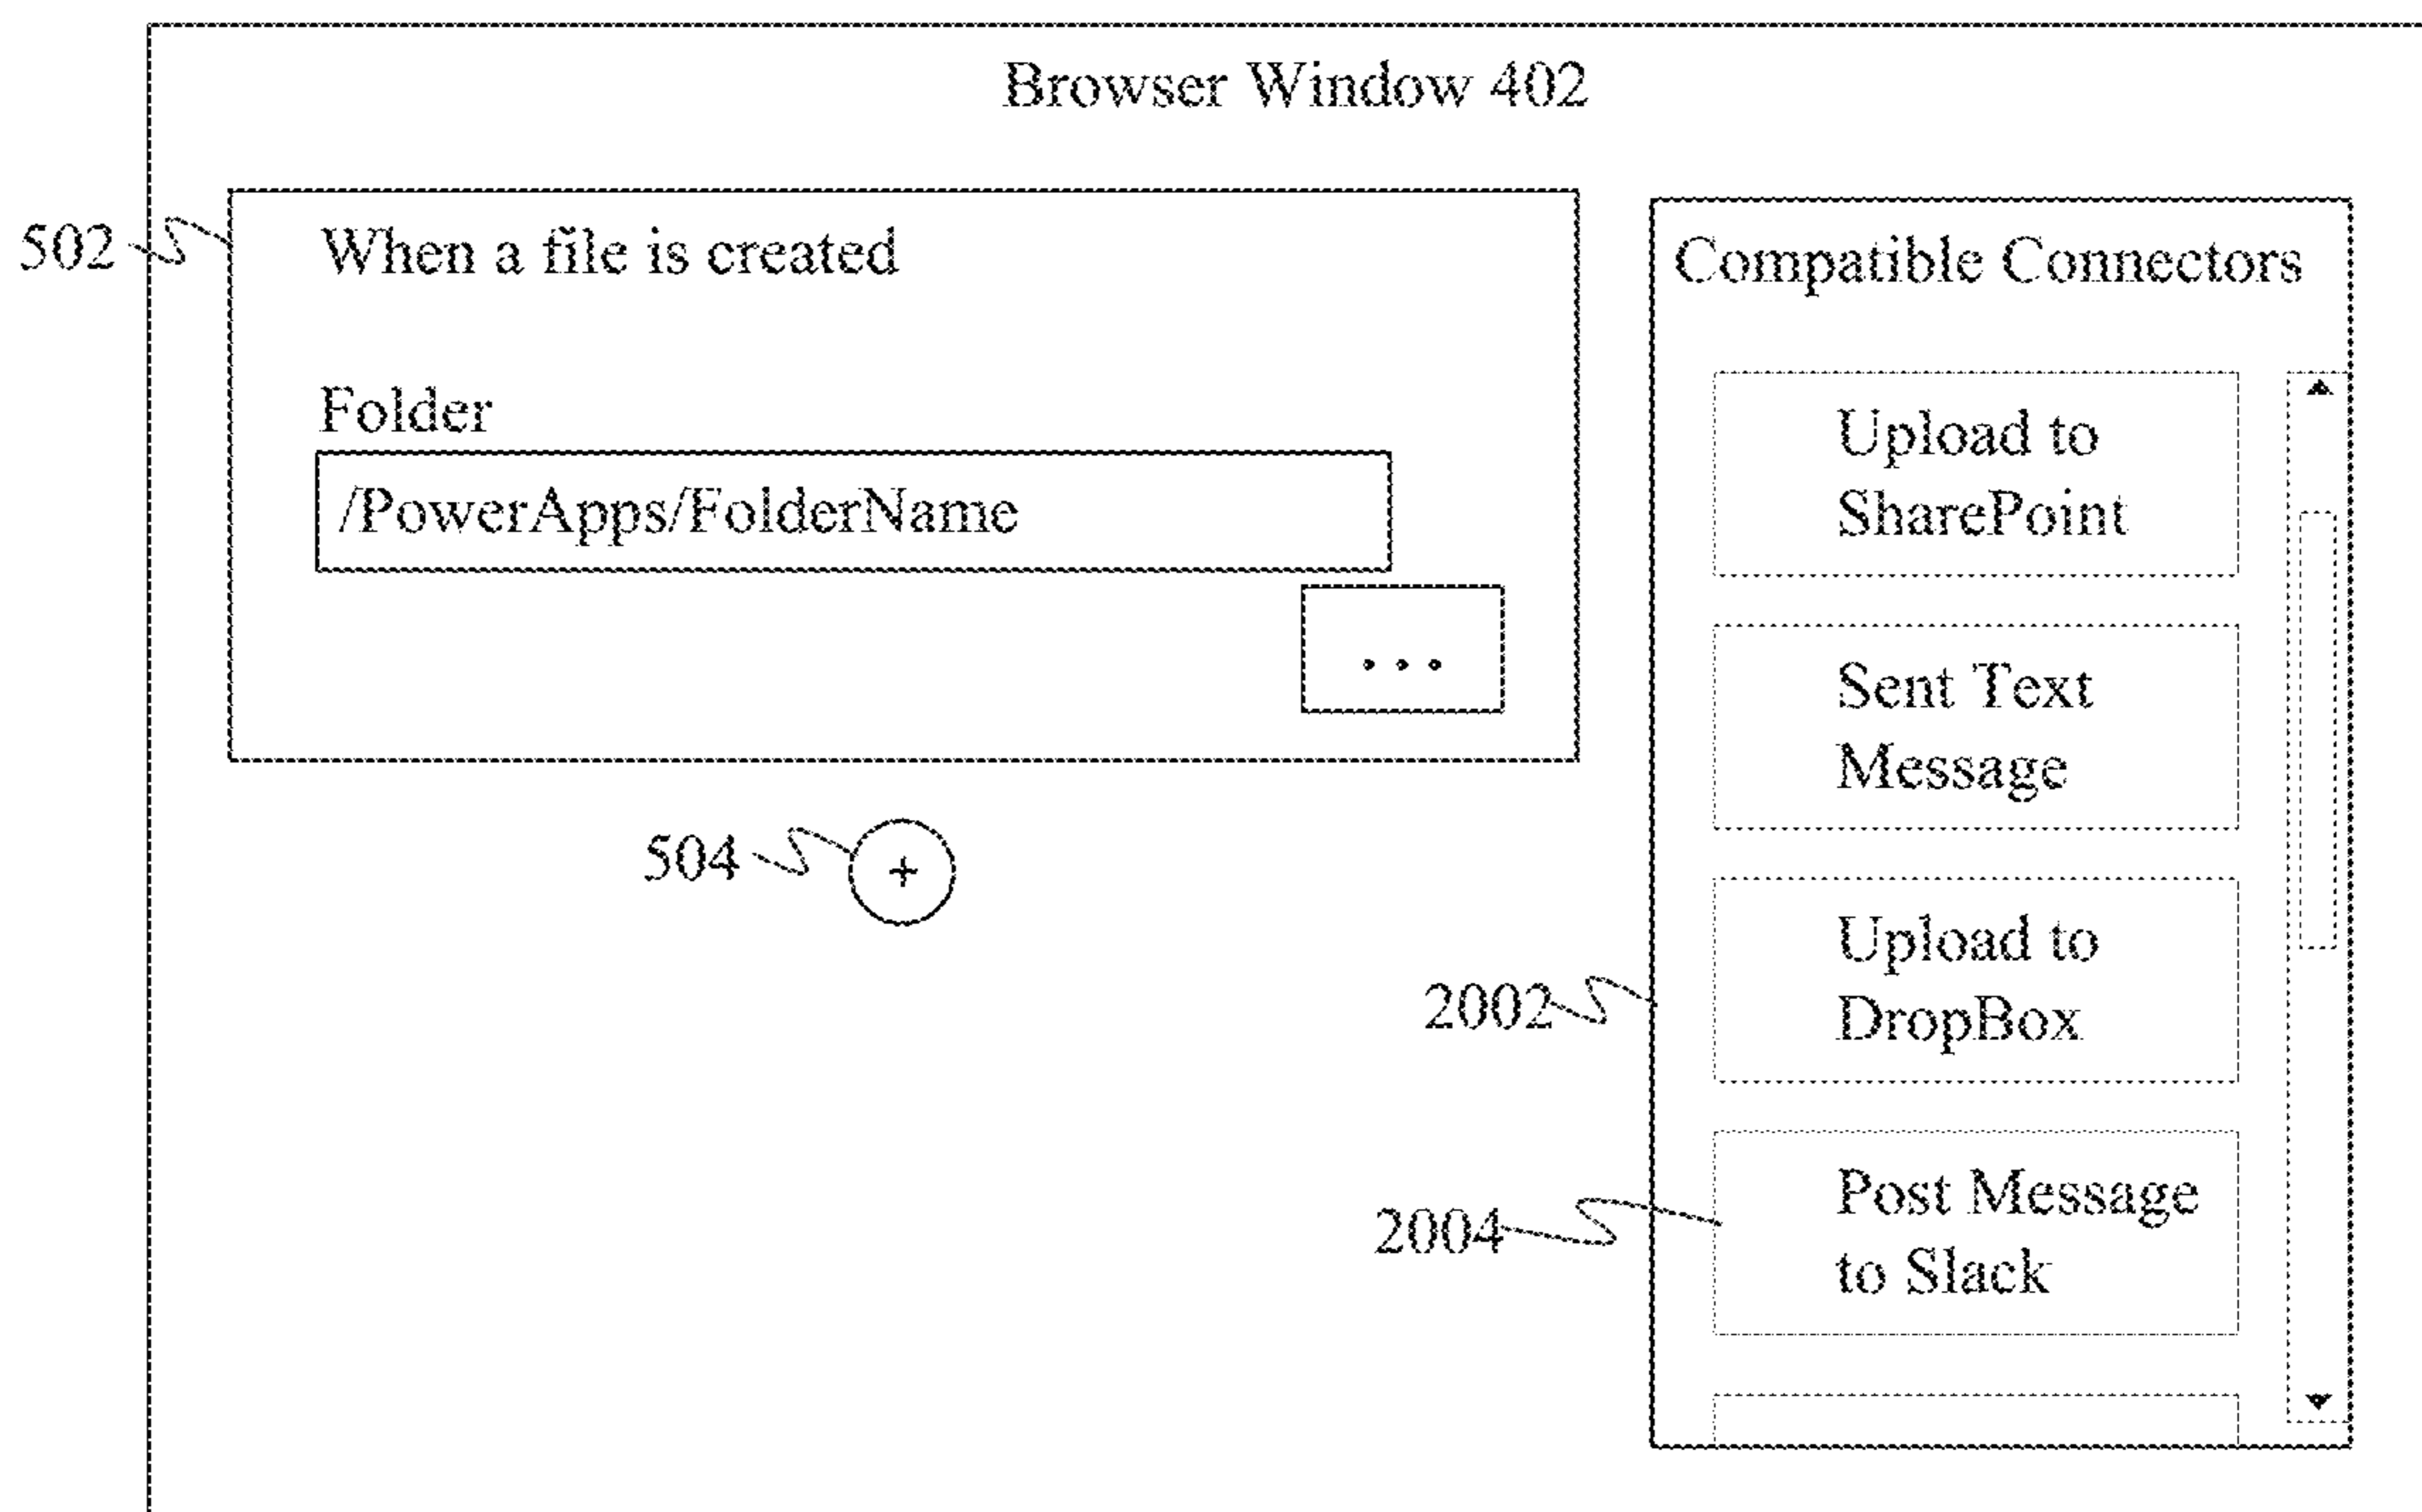 Browser Window 402
502
When a file is created
Folder
/PowerApps/FolderName
...
504
+
Compatible Connectors
Upload to
SharePoint
Sent Text
Message
Upload to
DropBox
2002
Post Message
to Slack
2004